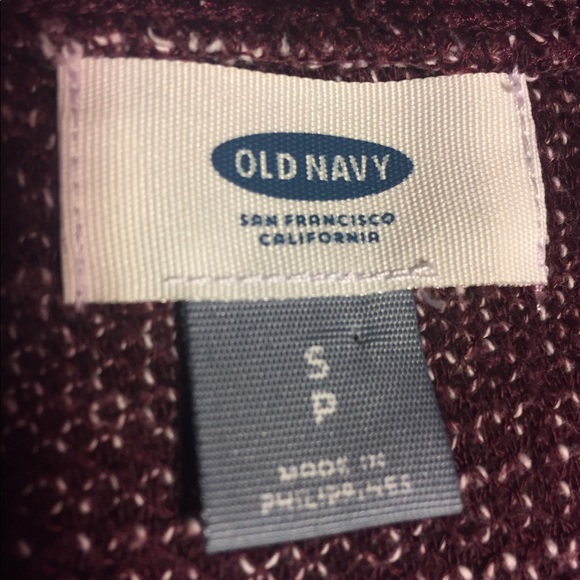 OLD NAVY
SAN FRANCISCO
CALIFORNIA
S
P
MADE IN
PHILIPPINES